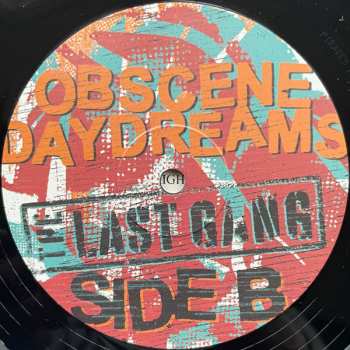 OBSCENE
DAYDREAMS
IGH
THE LAST GANG
SIDE B